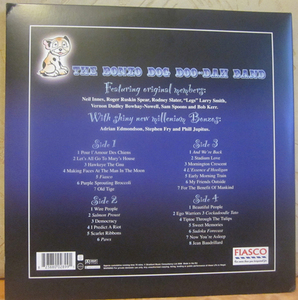 THE BONZO DOG DOO-DAH BAND
Featuring original members:
Neil Innes, Roger Ruskin Spear, Rodney Slater, "Legs" Larry Smith,
Vernon Dudley Bowhay-Nowell, Sam Spoons and Bob Kerr.
With shiny new millenium Bonzos:
Adrian Edmondson, Stephen Fry and Phil Jupitus.
Side 1
1 Pour L'Amour Des Chiens
2 Let's All Go To Mary's House
3 Hawkeye The Gnu
4 Making Faces At The Man In The Moon
5 Fiasco
6 Purple Sprouting Broccoli
7 Old Tige
Side 2
1 Wire People
2 Salmon Proust
3 Democracy
4 I Predict A Riot
5 Scarlet Ribbons
6 Paws
Side 3
1 And We're Back
2 Stadium Love
3 Mornington Crescent
4 L'Essence d'Hooligan
5 Early Morning Train
6 My Friends Outside
7 For The Benefit Of Mankind
Side 4
1 Beautiful People
2 Ego Warriors 3 Cockadoodle Tato
4 Tiptoe Through The Tulips
5 Sweet Memories
6 Sudoku Forecast
7 Now You're Asleep
8 Jean Baudrillard
FIASCO